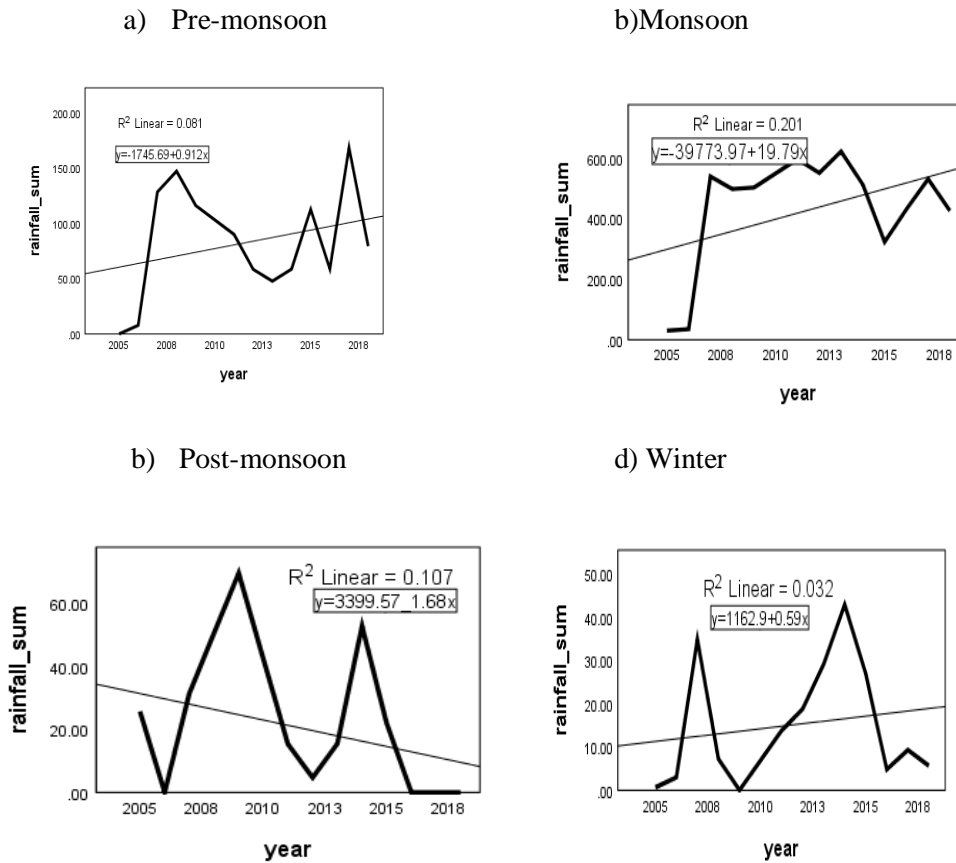 a) Pre-monsoon
b)Monsoon
200.00
150.00
100.00
50.00
.00
R² Linear = 0.081
y=-1745.69+0.912x
rainfall_sum
2005 2008 2010 2013 2015 2018
year
600.00
400.00
200.00
.00
R² Linear = 0.201
y=-39773.97+19.79x
rainfall_sum
2005 2008 2010 2013 2015 2018
year
b) Post-monsoon
d) Winter
60.00
40.00
20.00
.00
R² Linear = 0.107
y=3399.57_1.68x
rainfall_sum
2005 2008 2010 2013 2015 2018
year
50.00
40.00
30.00
20.00
10.00
.00
R² Linear = 0.032
y=1162.9+0.59x
rainfall_sum
2005 2008 2010 2013 2015 2018
year